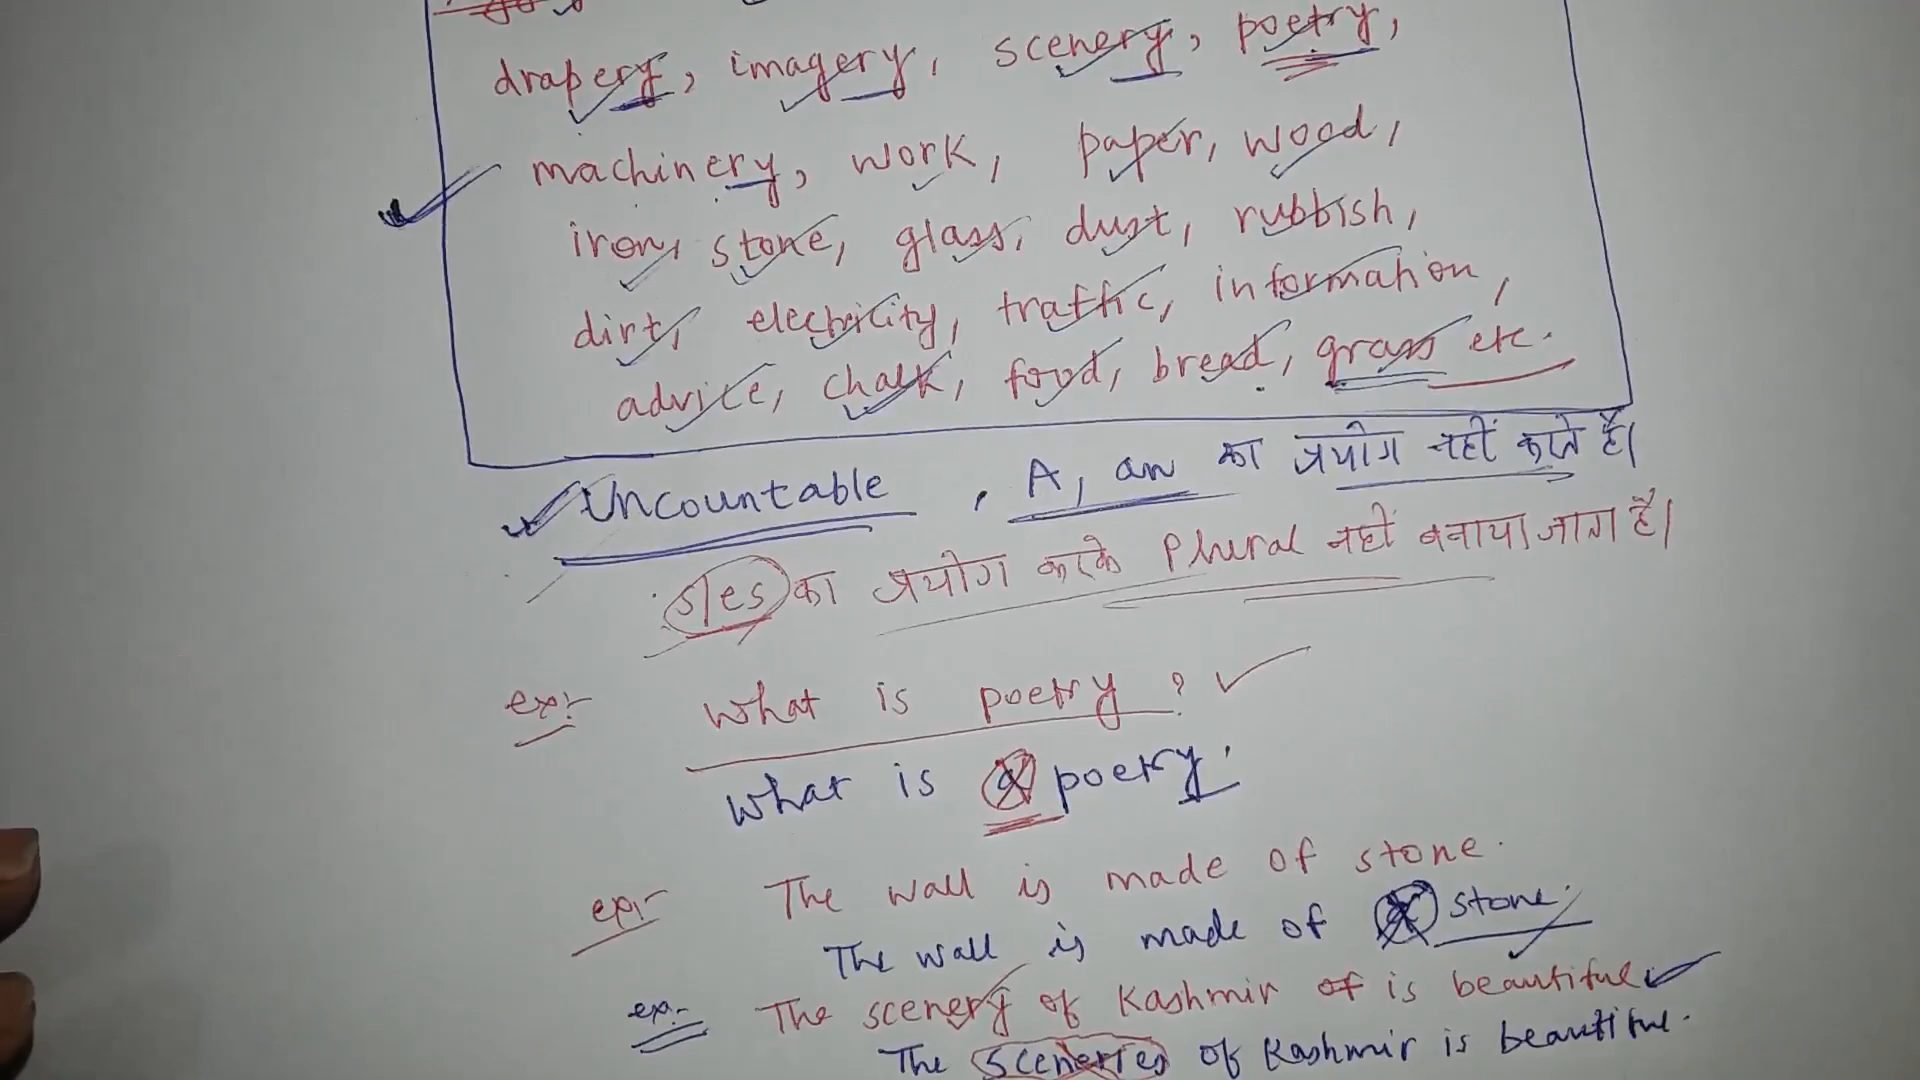 drapery, imagery, scenery, poetry,
machinery, work, paper, wood,
iron, stone, glass, dust, rubbish,
dirt, electricity, traffic, information,
advice, chalk, food, bread, grass etc.
Uncountable, A, an का प्रयोग नहीं करते हैं।
s/es का प्रयोग करके Plural नहीं बनाया जाता है।
ex:- What is poetry?
What is a poetry.
ex:- The wall is made of stone.
The wall is made of a stone.
ex:- The scenery of Kashmir of is beautiful
The sceneries of Kashmir is beautiful.